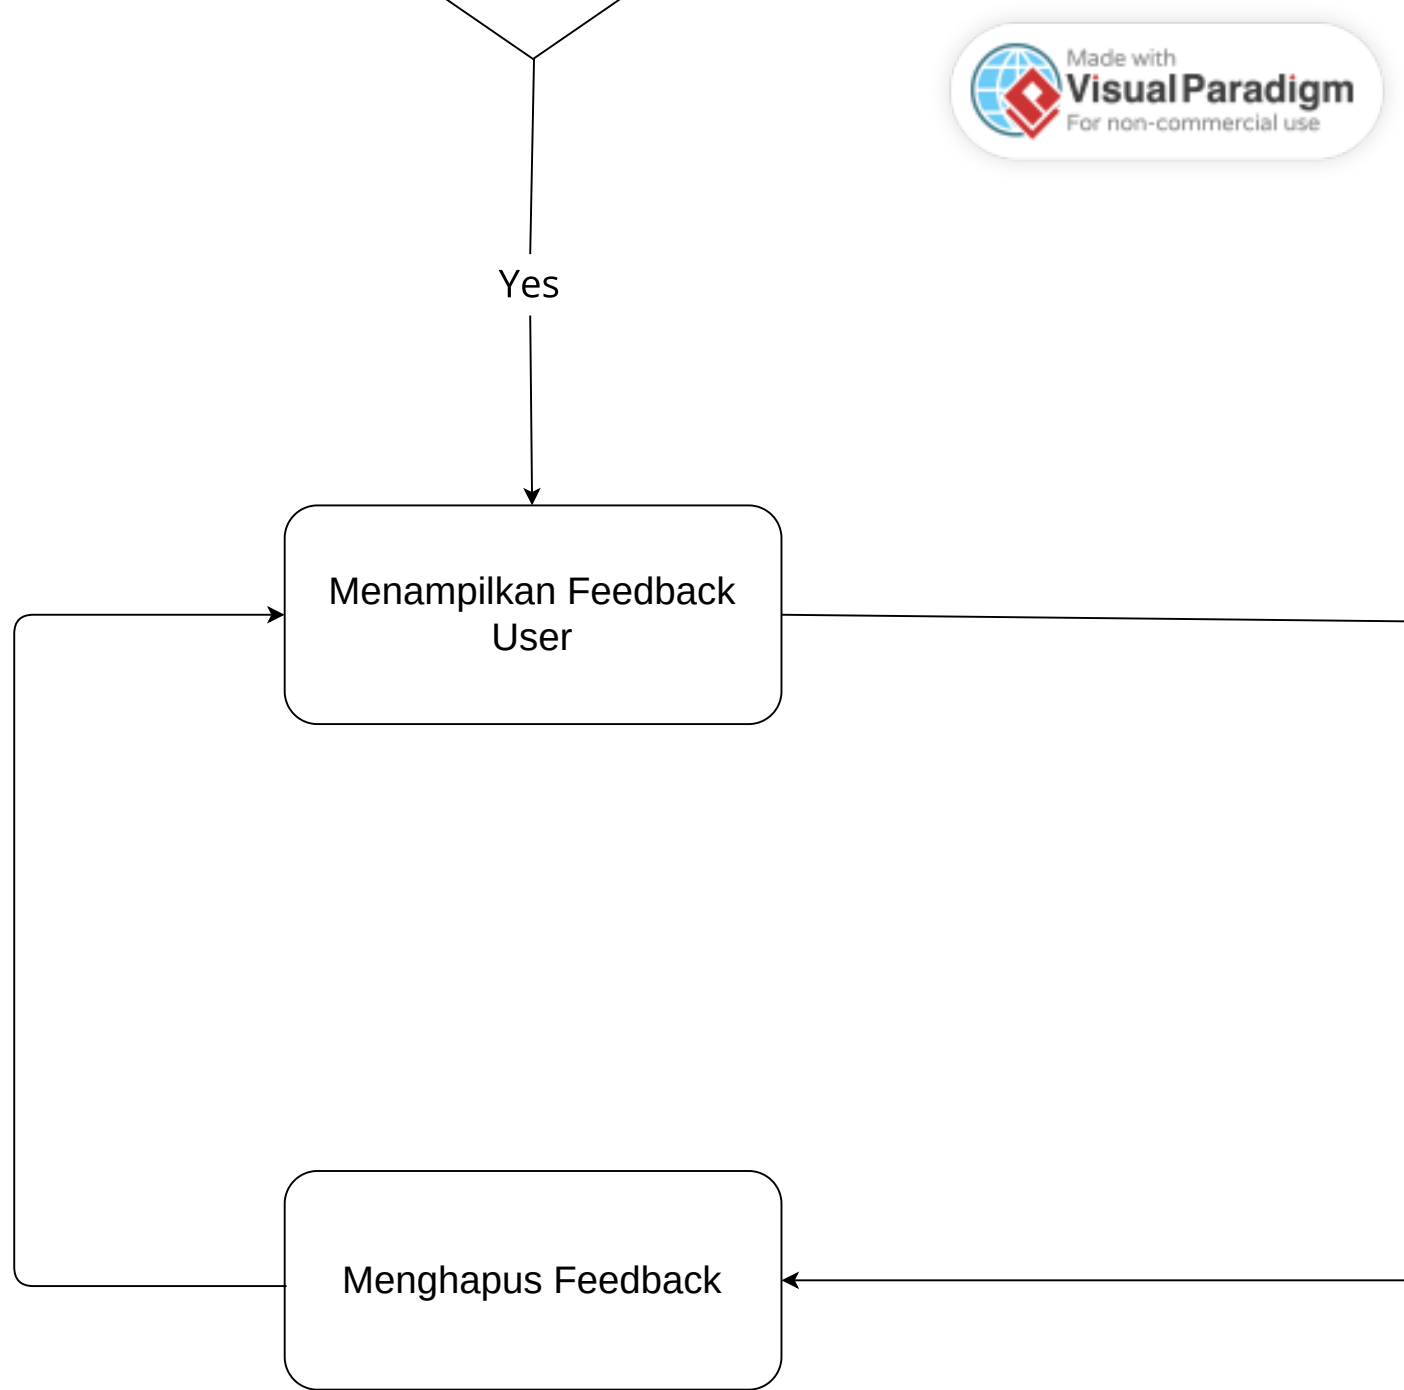 Made with
Visual Paradigm
For non-commercial use
Yes
Menampilkan Feedback
User
Menghapus Feedback